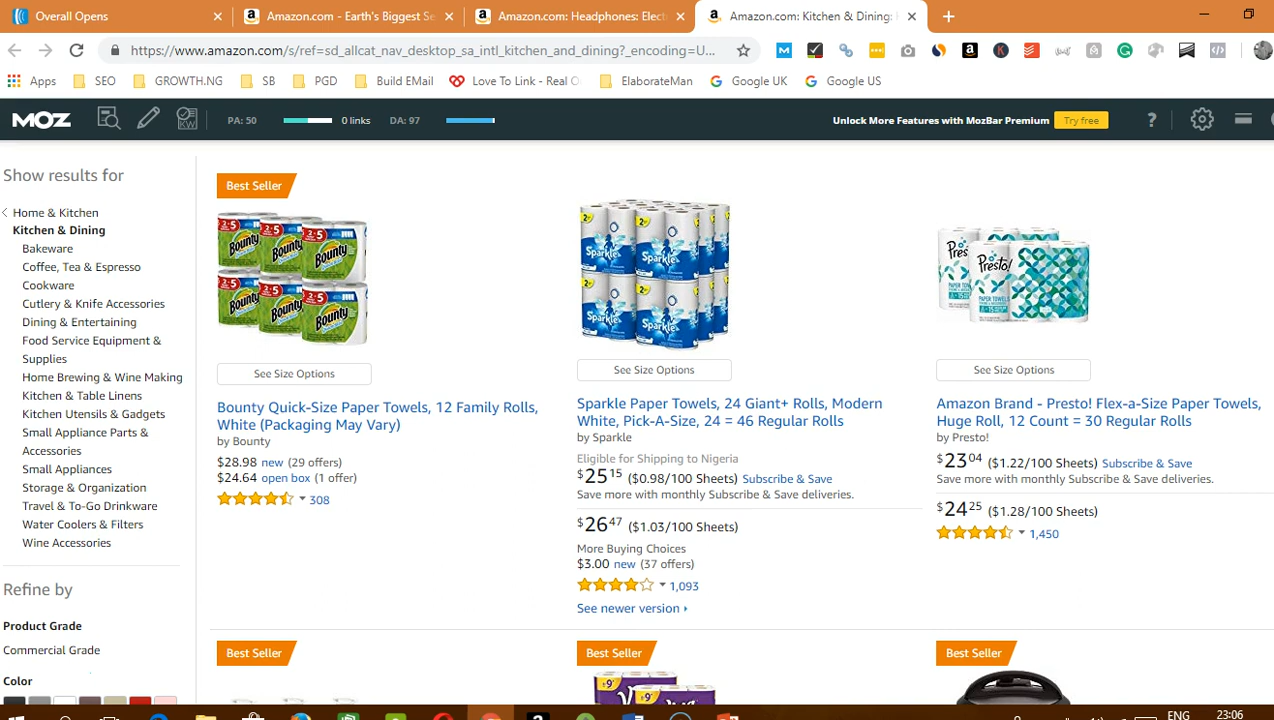 Overall Opens
Amazon.com - Earth's Biggest Se
Amazon.com: Headphones: Elect
Amazon.com: Kitchen & Dining:
https://www.amazon.com/s/ref=sd_allcat_nav_desktop_sa_intl_kitchen_and_dining?_encoding=U...
Apps
SEO
GROWTH.NG
SB
PGD
Build EMail
Love To Link - Real O
ElaborateMan
Google UK
Google US
MOZ
PA: 50
0 links
DA: 97
Unlock More Features with MozBar Premium
Try free
Show results for
Home & Kitchen
Kitchen & Dining
Bakeware
Coffee, Tea & Espresso
Cookware
Cutlery & Knife Accessories
Dining & Entertaining
Food Service Equipment &
Supplies
Home Brewing & Wine Making
Kitchen & Table Linens
Kitchen Utensils & Gadgets
Small Appliance Parts &
Accessories
Small Appliances
Storage & Organization
Travel & To-Go Drinkware
Water Coolers & Filters
Wine Accessories
Refine by
Product Grade
Commercial Grade
Color
Best Seller
Bounty
See Size Options
Bounty Quick-Size Paper Towels, 12 Family Rolls,
White (Packaging May Vary)
by Bounty
$28.98 new (29 offers)
$24.64 open box (1 offer)
308
Sparkle
See Size Options
Sparkle Paper Towels, 24 Giant+ Rolls, Modern
White, Pick-A-Size, 24 = 46 Regular Rolls
by Sparkle
Eligible for Shipping to Nigeria
$25 15 ($0.98/100 Sheets) Subscribe & Save
Save more with monthly Subscribe & Save deliveries.
$26 47 ($1.03/100 Sheets)
More Buying Choices
$3.00 new (37 offers)
1,093
See newer version
Presto!
See Size Options
Amazon Brand - Presto! Flex-a-Size Paper Towels,
Huge Roll, 12 Count = 30 Regular Rolls
by Presto!
$23 04 ($1.22/100 Sheets) Subscribe & Save
Save more with monthly Subscribe & Save deliveries.
$24 25 ($1.28/100 Sheets)
1,450
Best Seller
Best Seller
Best Seller
ENG
23:06